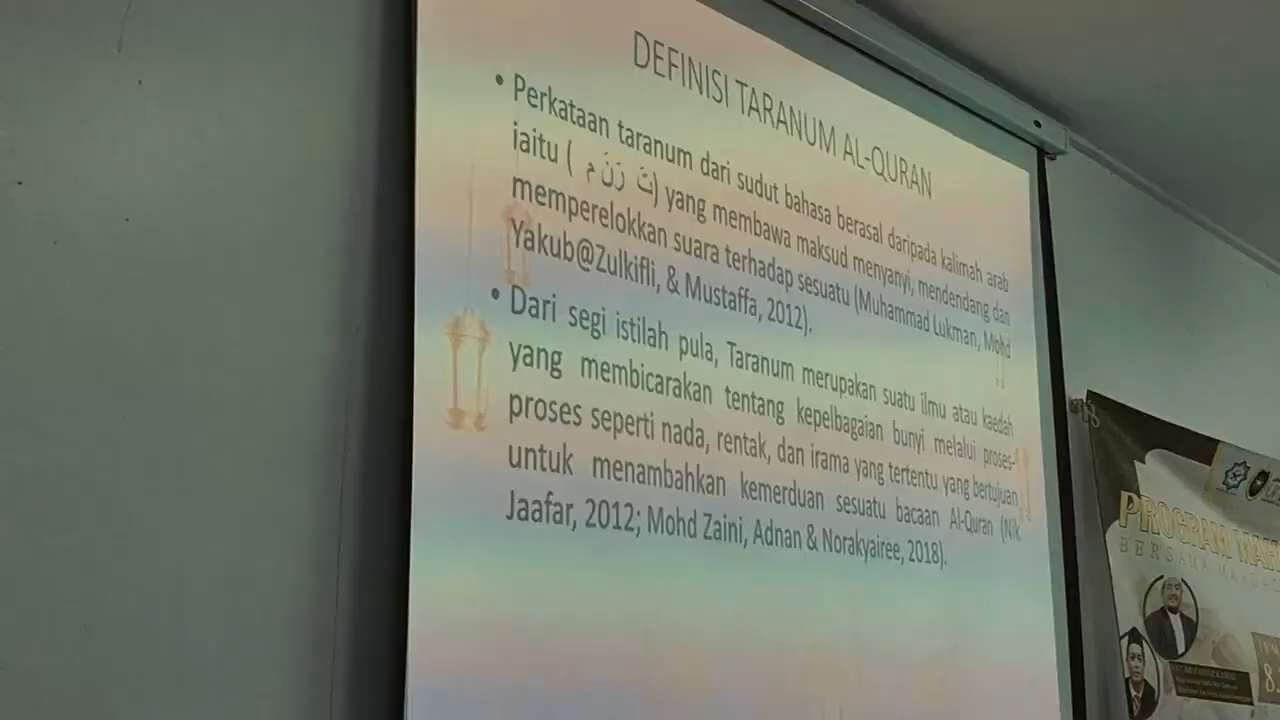 DEFINISI TARANUM AL-QURAN
• Perkataan taranum dari sudut bahasa berasal daripada kalimah arab
iaitu ( تَ رَ نَّ م) yang membawa maksud menyanyi, mendendang dan
memperelokkan suara terhadap sesuatu (Muhammad Lukman, Mohd
Yakub@Zulkifli, & Mustaffa, 2012).
• Dari segi istilah pula, Taranum merupakan suatu ilmu atau kaedah
yang membicarakan tentang kepelbagaian bunyi melalui proses-
proses seperti nada, rentak, dan irama yang tertentu yang bertujuan
untuk menambahkan kemerduan sesuatu bacaan Al-Quran (Nik
Jaafar, 2012; Mohd Zaini, Adnan & Norakyairee, 2018).
PROGRAM
BERSAMA